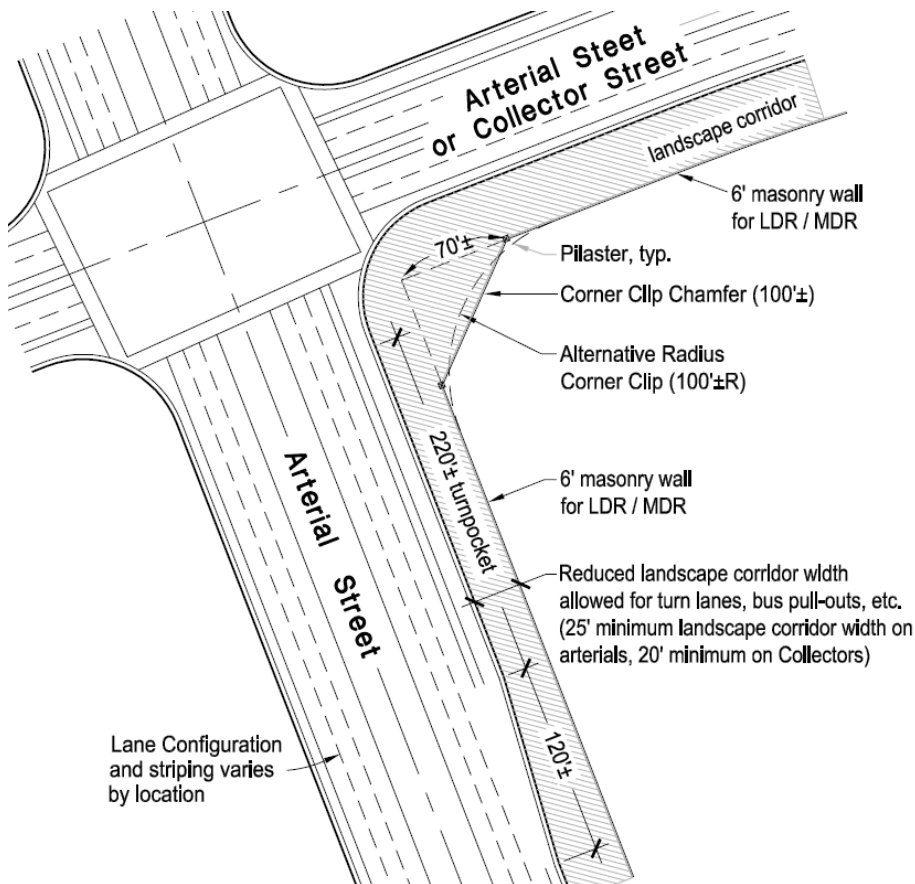 Arterial Steet
or Collector Street
landscape corridor
6' masonry wall
for LDR / MDR
70'±
Pilaster, typ.
Corner Clip Chamfer (100'±)
Alternative Radius
Corner Clip (100'±R)
220'± turnpocket
Arterial Street
6' masonry wall
for LDR / MDR
Reduced landscape corridor width
allowed for turn lanes, bus pull-outs, etc.
(25' minimum landscape corridor width on
arterials, 20' minimum on Collectors)
Lane Configuration
and striping varies
by location
120'±